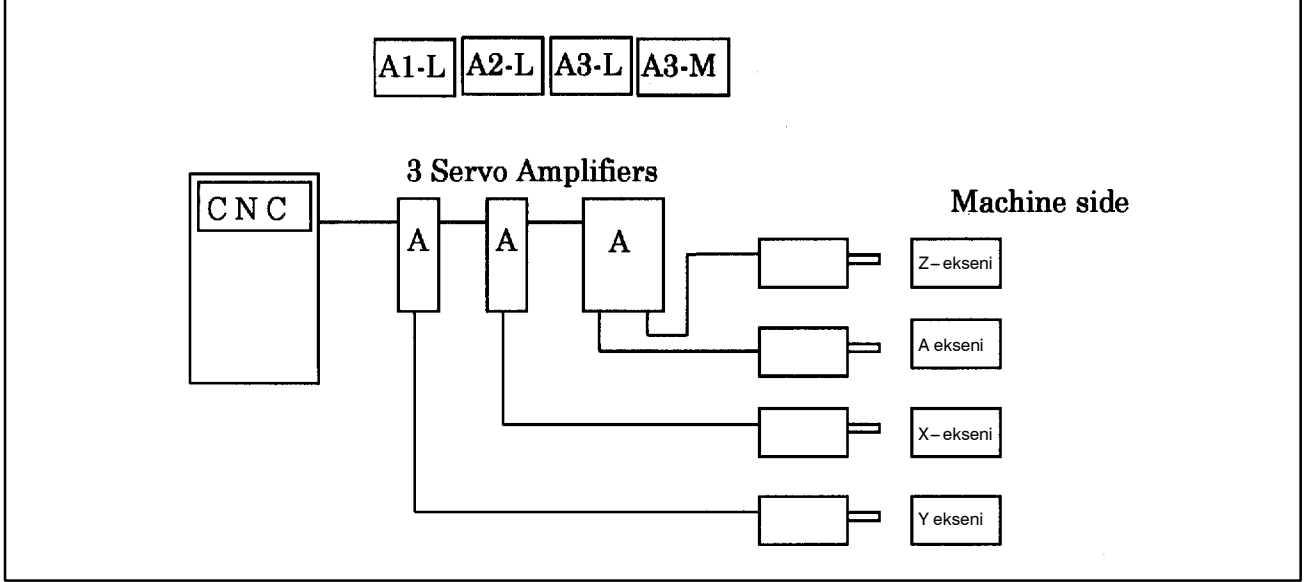 A1-L A2-L A3-L A3-M
3 Servo Amplifiers
CNC
Machine side
A A A
Z-ekseni
A ekseni
X-ekseni
Y ekseni